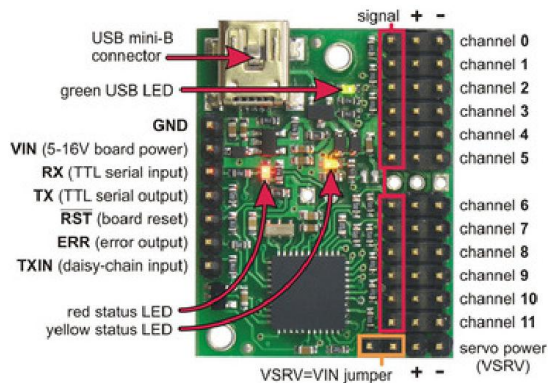 signal + −
USB mini-B
connector
green USB LED
GND
VIN (5-16V board power)
RX (TTL serial input)
TX (TTL serial output)
RST (board reset)
ERR (error output)
TXIN (daisy-chain input)
red status LED
yellow status LED
channel 0
channel 1
channel 2
channel 3
channel 4
channel 5
channel 6
channel 7
channel 8
channel 9
channel 10
channel 11
servo power
(VSRV)
VSRV=VIN jumper + −